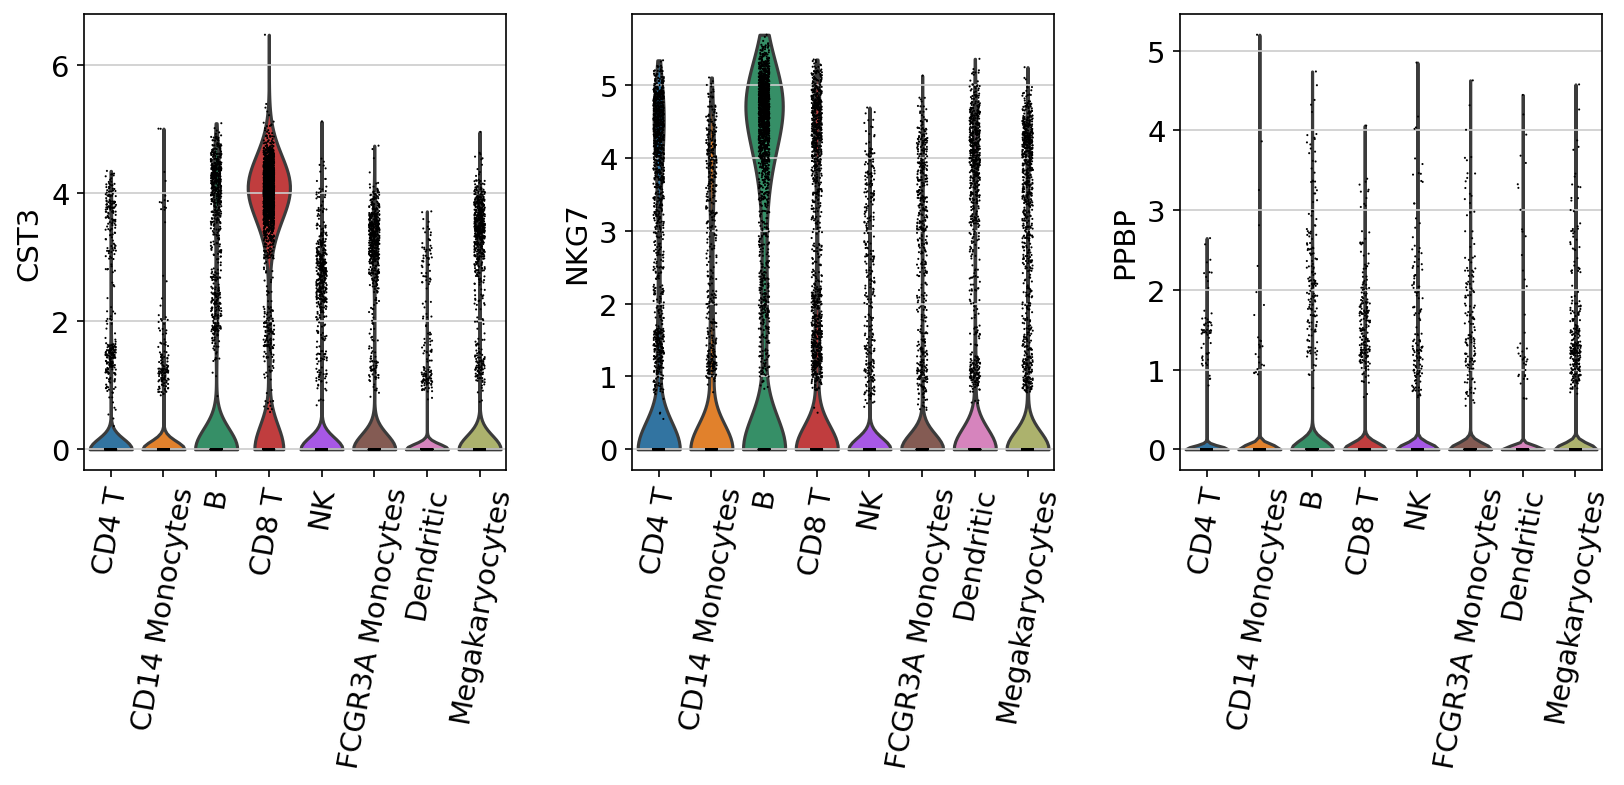 CST3
6
4
2
0
CD4 T
CD14 Monocytes
B
CD8 T
NK
FCGR3A Monocytes
Dendritic
Megakaryocytes
NKG7
5
4
3
2
1
0
CD4 T
CD14 Monocytes
B
CD8 T
NK
FCGR3A Monocytes
Dendritic
Megakaryocytes
PPBP
5
4
3
2
1
0
CD4 T
CD14 Monocytes
B
CD8 T
NK
FCGR3A Monocytes
Dendritic
Megakaryocytes